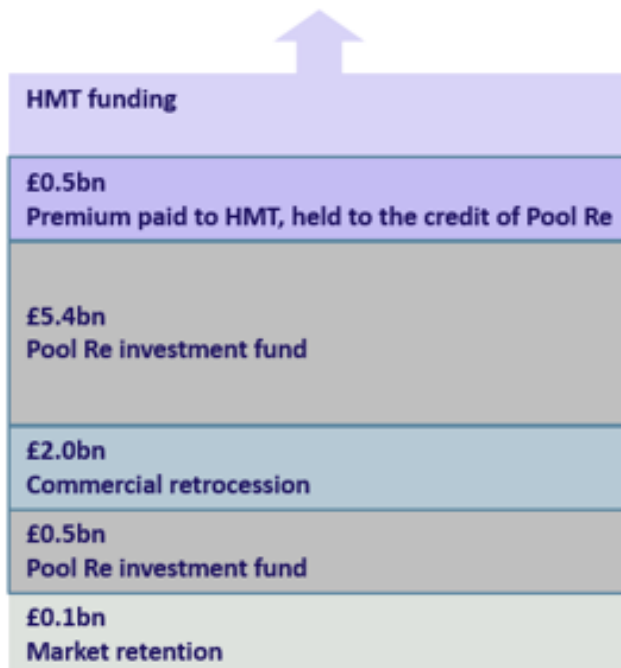 HMT funding
£0.5bn
Premium paid to HMT, held to the credit of Pool Re
£5.4bn
Pool Re investment fund
£2.0bn
Commercial retrocession
£0.5bn
Pool Re investment fund
£0.1bn
Market retention